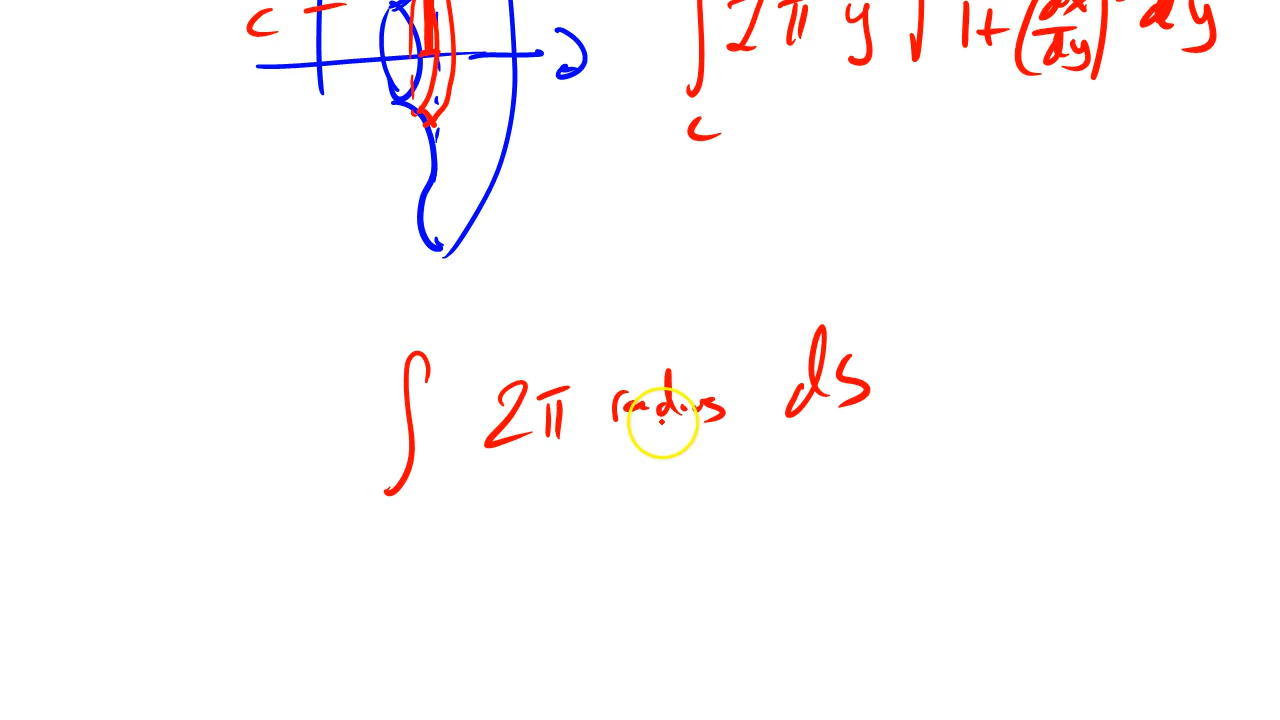 c
∫ 2π y √ 1+(dx/dy)² dy
c
∫ 2π radius ds